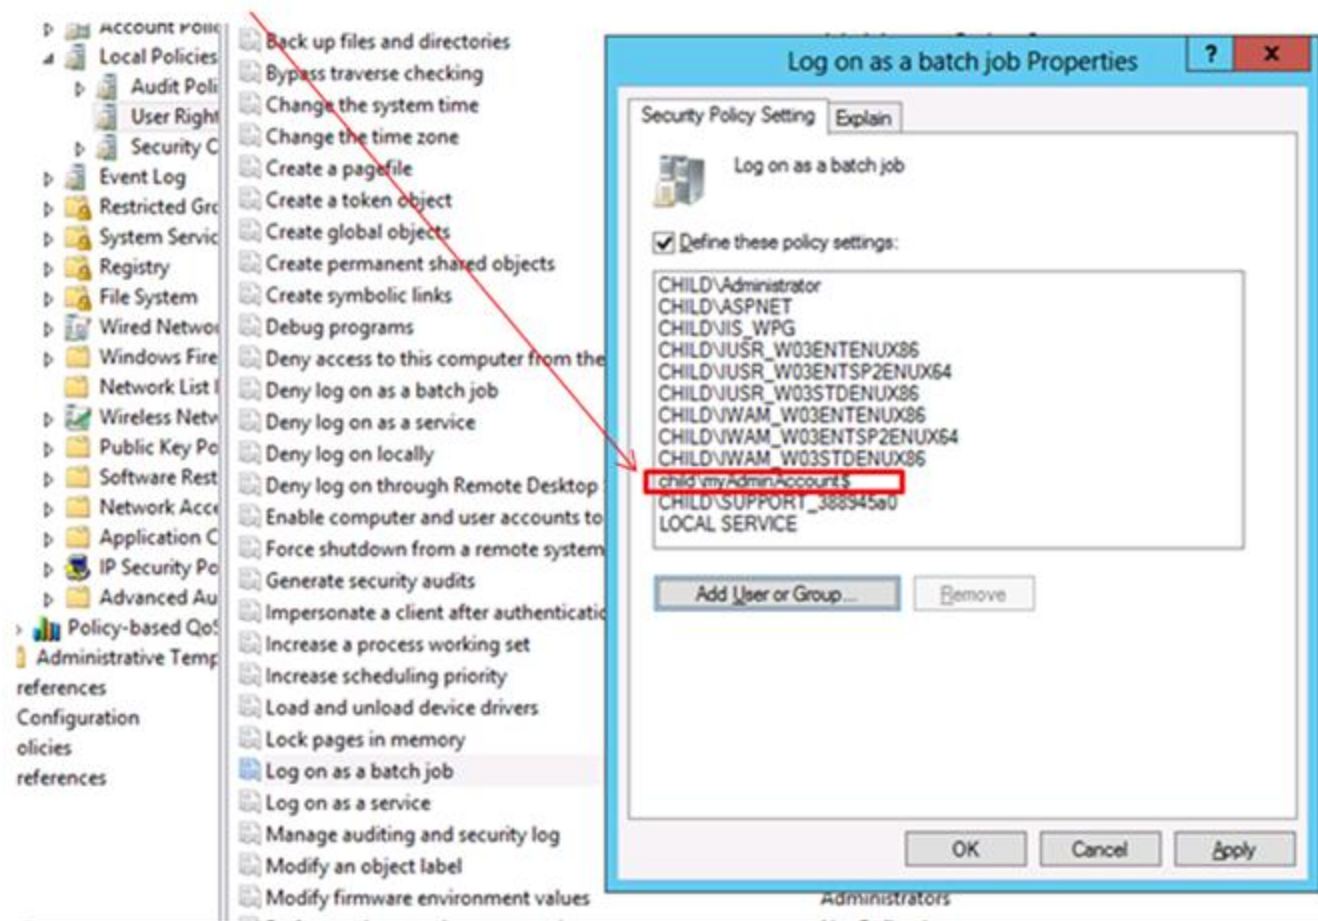 Account Polic
Local Policies
Audit Poli
User Right
Security O
Event Log
Restricted Gro
System Servic
Registry
File System
Wired Networ
Windows Fire
Network List
Wireless Netw
Public Key Po
Software Rest
Network Acce
Application C
IP Security Po
Advanced Au
Policy-based QoS
Administrative Temp
references
Configuration
olicies
references
Back up files and directories
Bypass traverse checking
Change the system time
Change the time zone
Create a pagefile
Create a token object
Create global objects
Create permanent shared objects
Create symbolic links
Debug programs
Deny access to this computer from the
Deny log on as a batch job
Deny log on as a service
Deny log on locally
Deny log on through Remote Desktop
Enable computer and user accounts to
Force shutdown from a remote system
Generate security audits
Impersonate a client after authenticatio
Increase a process working set
Increase scheduling priority
Load and unload device drivers
Lock pages in memory
Log on as a batch job
Log on as a service
Manage auditing and security log
Modify an object label
Modify firmware environment values
Administrators
Log on as a batch job Properties
? x
Security Policy Setting
Explain
Log on as a batch job
Define these policy settings:
CHILD\Administrator
CHILD\ASPNET
CHILD\IIS_WPG
CHILD\IUSR_W03ENTENUX86
CHILD\IUSR_W03ENTSP2ENUX64
CHILD\IUSR_W03STDENUX86
CHILD\IWAM_W03ENTENUX86
CHILD\IWAM_W03ENTSP2ENUX64
CHILD\IWAM_W03STDENUX86
child\myAdminAccount$
CHILD\SUPPORT_388945a0
LOCAL SERVICE
Add User or Group...
Remove
OK
Cancel
Apply